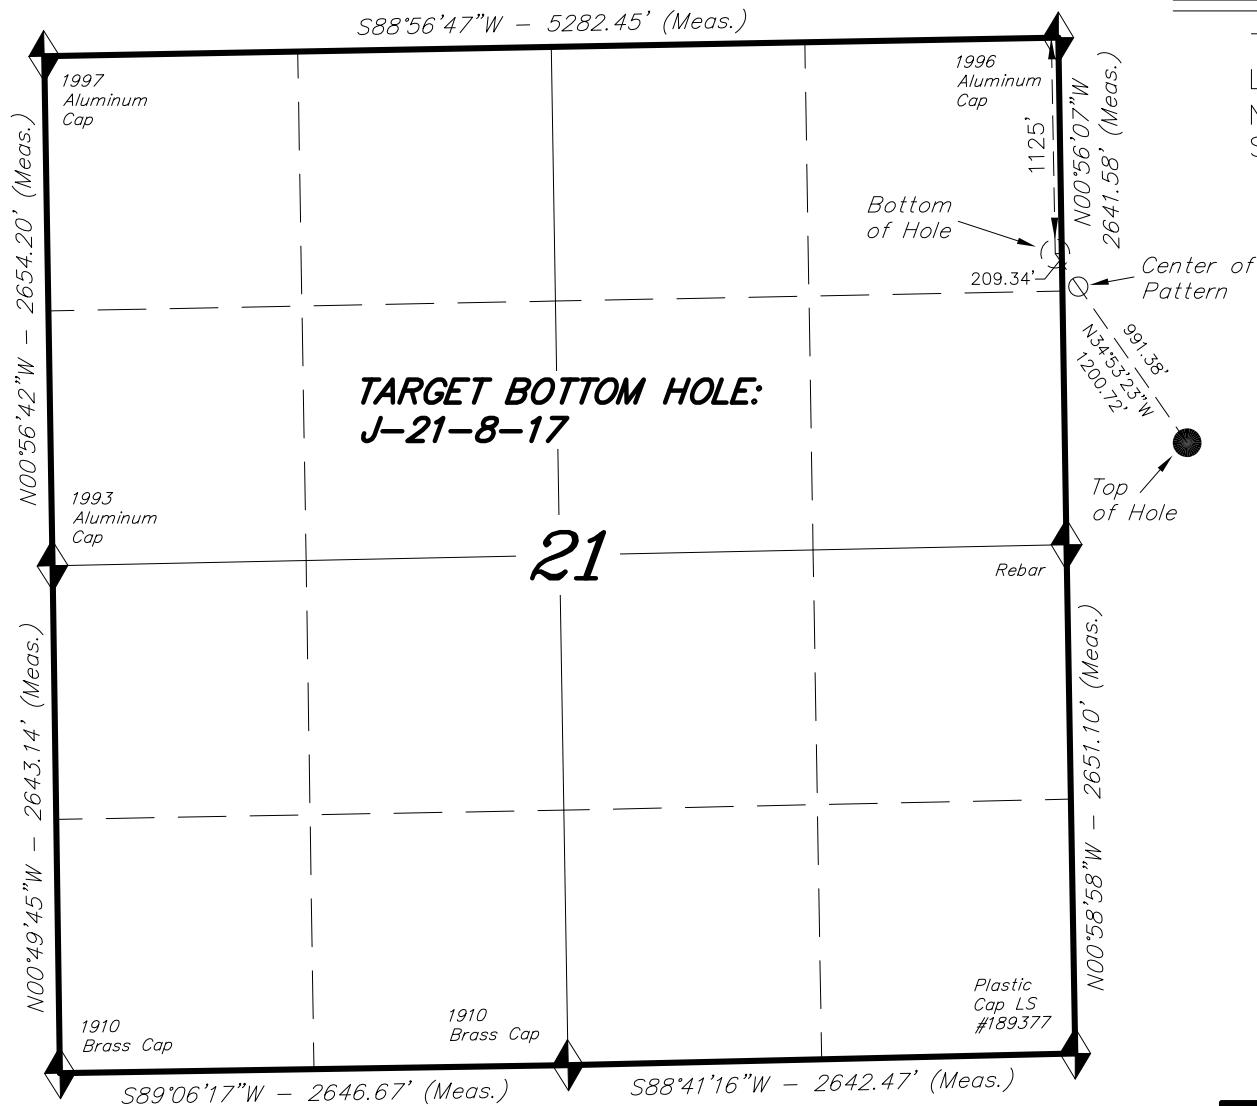 S88°56'47"W - 5282.45' (Meas.)
1997
Aluminum
Cap
1996
Aluminum
Cap
N00°56'07"W
2641.58' (Meas.)
1125'
N00°56'42"W - 2654.20' (Meas.)
Bottom
of Hole
209.34'
Center of
Pattern
991.38'
N34°53'23"W
1200.72'
TARGET BOTTOM HOLE:
J-21-8-17
1993
Aluminum
Cap
Top
of Hole
21
Rebar
N00°49'45"W - 2643.14' (Meas.)
N00°58'58"W - 2651.10' (Meas.)
Plastic
Cap LS
#189377
1910
Brass Cap
1910
Brass Cap
S89°06'17"W - 2646.67' (Meas.)
S88°41'16"W - 2642.47' (Meas.)